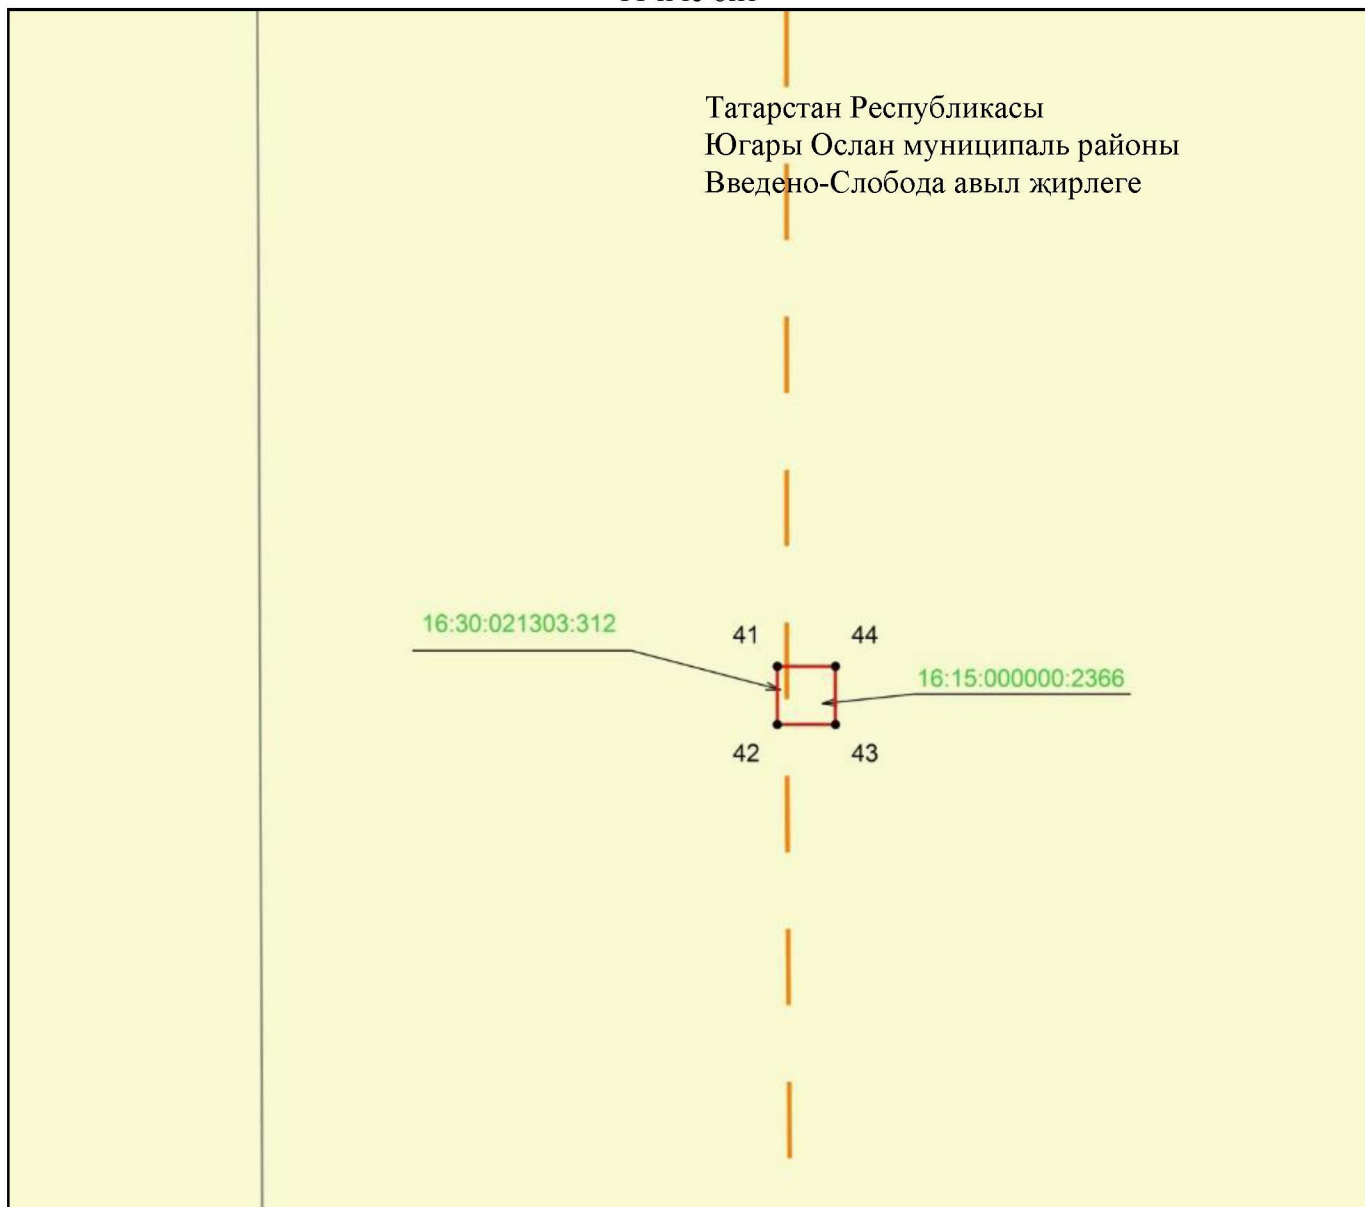 Татарстан Республикасы
Югары Ослан муниципаль районы
Введено-Слобода авыл җирлеге
16:30:021303:312
41
44
16:15:000000:2366
42
43